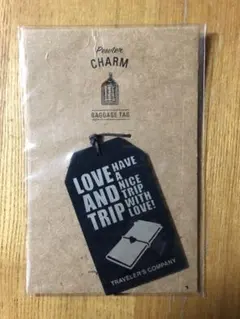 Pewter
CHARM
BAGGAGE TAG
LOVE
AND
TRIP
HAVE
A
NICE
TRIP
WITH
LOVE!
TRAVELER'S COMPANY